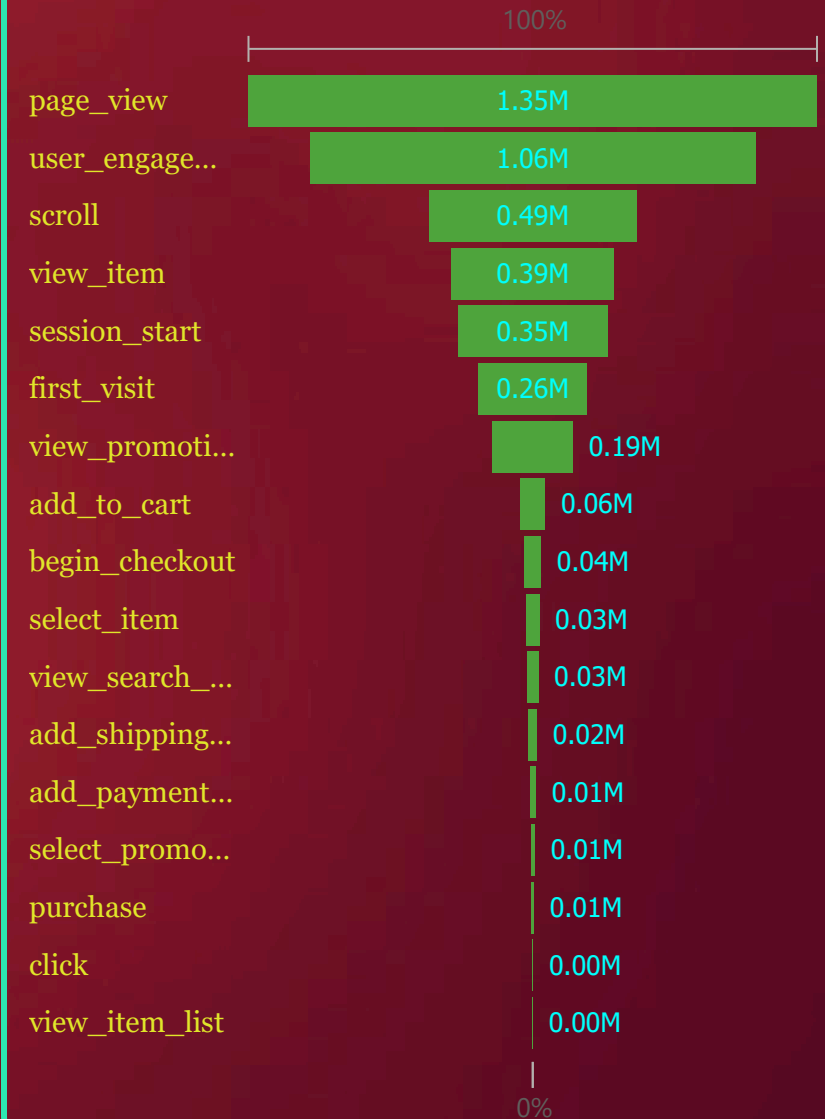 100%
page_view 1.35M
user_engage... 1.06M
scroll 0.49M
view_item 0.39M
session_start 0.35M
first_visit 0.26M
view_promoti... 0.19M
add_to_cart 0.06M
begin_checkout 0.04M
select_item 0.03M
view_search_... 0.03M
add_shipping... 0.02M
add_payment... 0.01M
select_promo... 0.01M
purchase 0.01M
click 0.00M
view_item_list 0.00M
0%